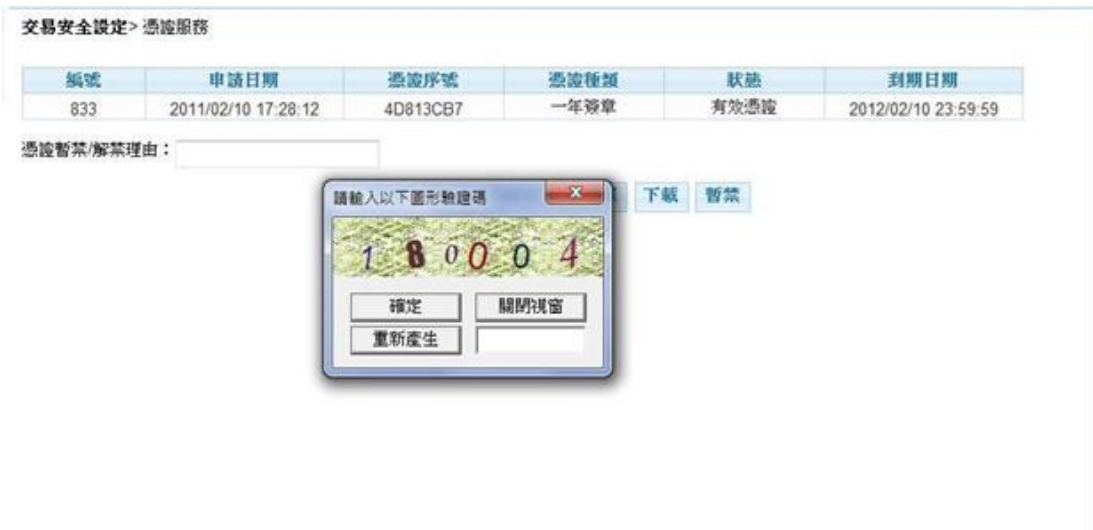 交易安全設定> 憑證服務
編號 申請日期 憑證序號 憑證種類 狀態 到期日期
833 2011/02/10 17:28:12 4D813CB7 一年簽章 有效憑證 2012/02/10 23:59:59
憑證暫禁/解禁理由：
下載 暫禁
請輸入以下圖形驗證碼
1 8 0 0 0 4
確定 關閉視窗
重新產生